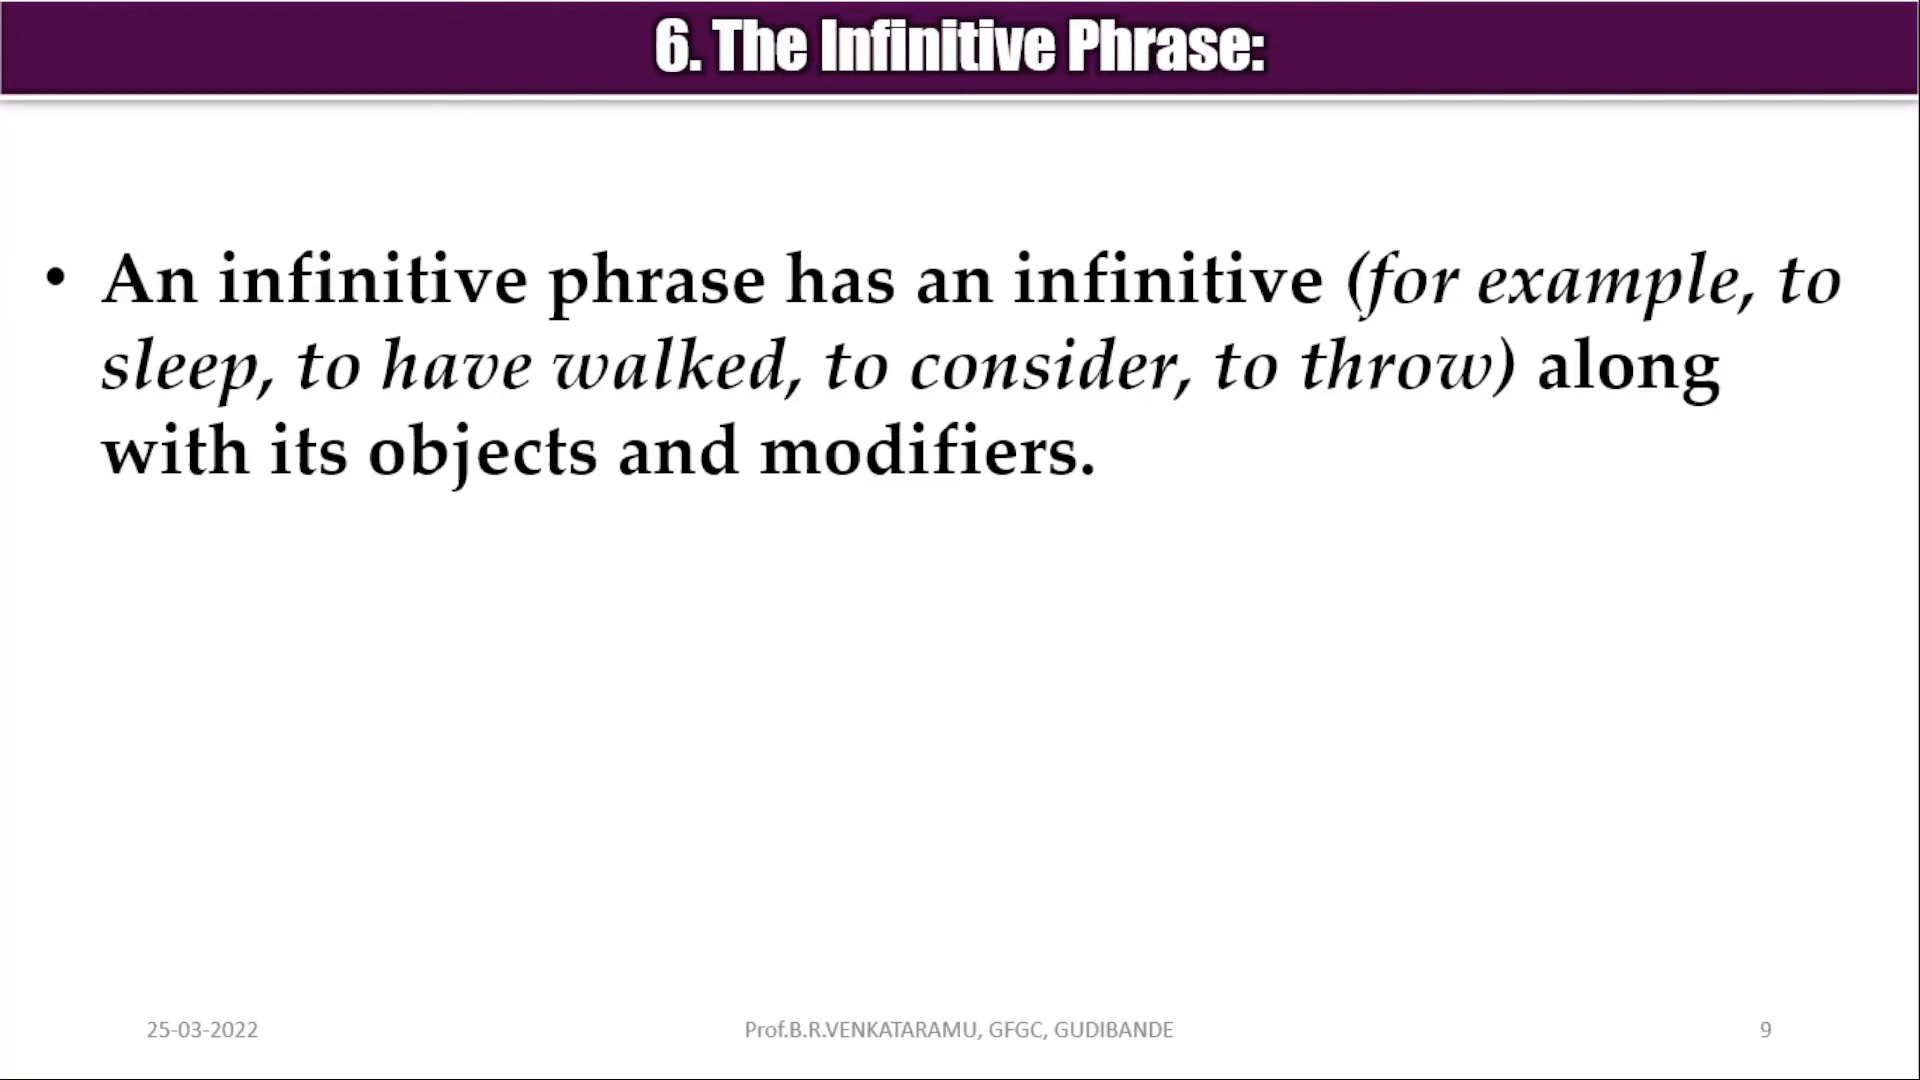 6. The Infinitive Phrase:
• An infinitive phrase has an infinitive (for example, to
sleep, to have walked, to consider, to throw) along
with its objects and modifiers.
25-03-2022
Prof.B.R.VENKATARAMU, GFGC, GUDIBANDE
9